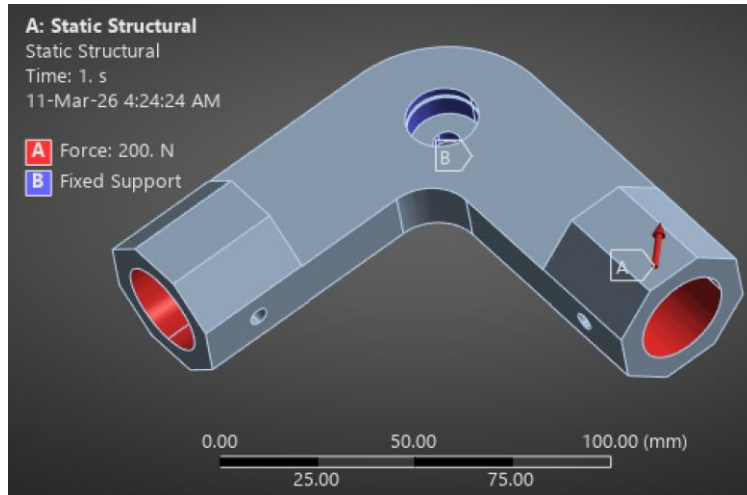 A: Static Structural
Static Structural
Time: 1. s
11-Mar-26 4:24:24 AM
A Force: 200. N
B Fixed Support
B
A
0.00 50.00 100.00 (mm)
25.00 75.00